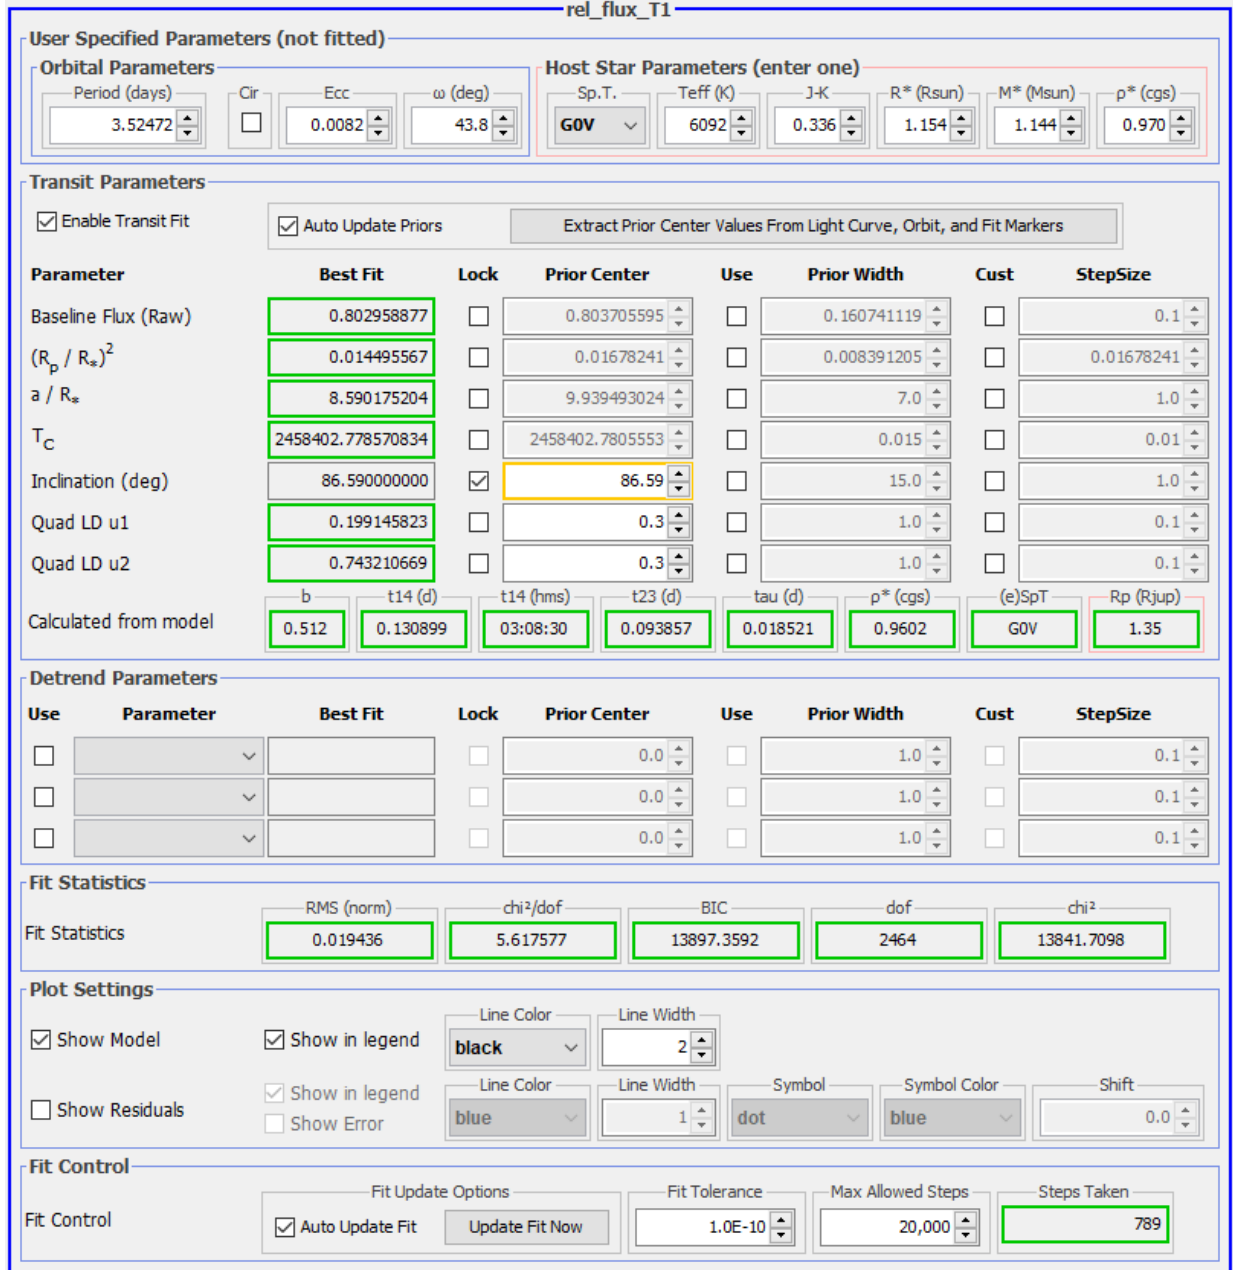 rel_flux_T1
User Specified Parameters (not fitted)
Orbital Parameters
Host Star Parameters (enter one)
Period (days) Cir Ecc ω (deg) Sp.T. Teff (K) J-K R* (Rsun) M* (Msun) ρ* (cgs)
3.52472 0.0082 43.8 G0V 6092 0.336 1.154 1.144 0.970
Transit Parameters
Enable Transit Fit Auto Update Priors Extract Prior Center Values From Light Curve, Orbit, and Fit Markers
Parameter Best Fit Lock Prior Center Use Prior Width Cust StepSize
Baseline Flux (Raw) 0.802958877 0.803705595 0.160741119 0.1
(Rp / R*)² 0.014495567 0.01678241 0.008391205 0.01678241
a / R* 8.590175204 9.939493024 7.0 1.0
TC 2458402.778570834 2458402.7805553 0.015 0.01
Inclination (deg) 86.590000000 86.59 15.0 1.0
Quad LD u1 0.199145823 0.3 1.0 0.1
Quad LD u2 0.743210669 0.3 1.0 0.1
b t14 (d) t14 (hms) t23 (d) tau (d) ρ* (cgs) (e)SpT Rp (Rjup)
Calculated from model 0.512 0.130899 03:08:30 0.093857 0.018521 0.9602 G0V 1.35
Detrend Parameters
Use Parameter Best Fit Lock Prior Center Use Prior Width Cust StepSize
0.0 1.0 0.1
0.0 1.0 0.1
0.0 1.0 0.1
Fit Statistics
RMS (norm) chi²/dof BIC dof chi²
Fit Statistics 0.019436 5.617577 13897.3592 2464 13841.7098
Plot Settings
Line Color Line Width
Show Model Show in legend black 2
Line Color Line Width Symbol Symbol Color Shift
Show Residuals Show in legend Show Error blue 1 dot blue 0.0
Fit Control
Fit Update Options Fit Tolerance Max Allowed Steps Steps Taken
Fit Control Auto Update Fit Update Fit Now 1.0E-10 20,000 789